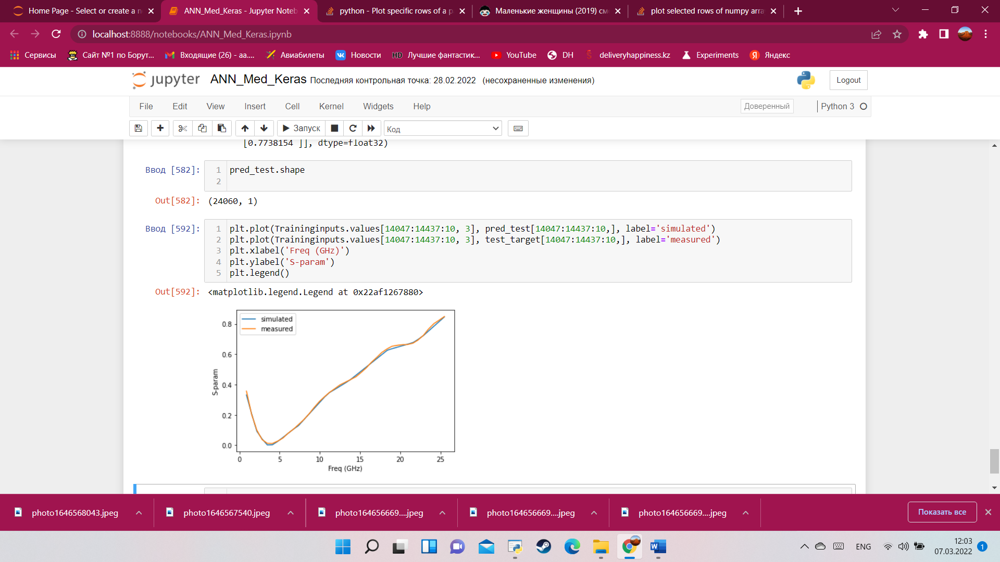 Home Page - Select or create a n
ANN_Med_Keras - Jupyter Noteb
python - Plot specific rows of a p
Маленькие женщины (2019) см
plot selected rows of numpy arra
localhost:8888/notebooks/ANN_Med_Keras.ipynb
Сервисы
Сайт №1 по Борут...
Входящие (26) - aa....
Авиабилеты
Новости
HD Лучшие фантастик...
YouTube
DH
deliveryhappiness.kz
Experiments
Яндекс
jupyter
ANN_Med_Keras Последняя контрольная точка: 28.02.2022 (несохраненные изменения)
Logout
File Edit View Insert Cell Kernel Widgets Help
Доверенный
Python 3
Запуск
Код
[0.7738154 ]], dtype=float32)
Ввод [582]:
1 pred_test.shape
2
Out[582]: (24060, 1)
Ввод [592]:
1 plt.plot(Traininginputs.values[14047:14437:10, 3], pred_test[14047:14437:10,], label='simulated')
2 plt.plot(Traininginputs.values[14047:14437:10, 3], test_target[14047:14437:10,], label='measured')
3 plt.xlabel('Freq (GHz)')
4 plt.ylabel('S-param')
5 plt.legend()
Out[592]: <matplotlib.legend.Legend at 0x22af1267880>
simulated
measured
0.8
0.6
0.4
0.2
0.0
S-param
0 5 10 15 20 25
Freq (GHz)
photo1646568043.jpeg
photo1646567540.jpeg
photo164656669....jpeg
photo164656669....jpeg
photo164656669....jpeg
Показать все
ENG
12:03
07.03.2022
1